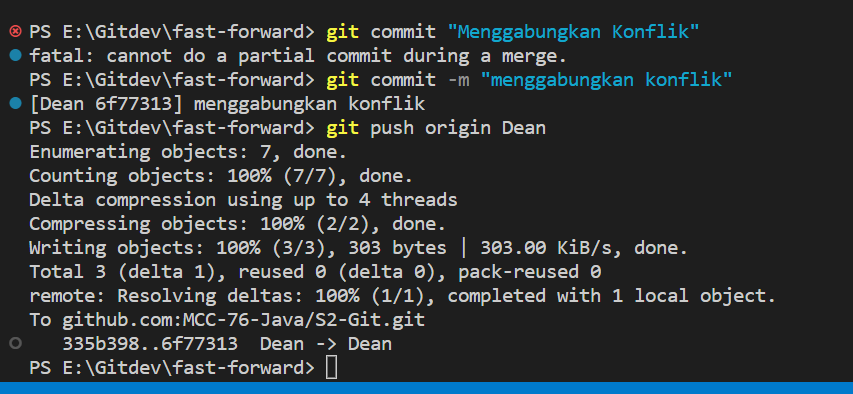 PS E:\Gitdev\fast-forward> git commit "Menggabungkan Konflik"
fatal: cannot do a partial commit during a merge.
PS E:\Gitdev\fast-forward> git commit -m "menggabungkan konflik"
[Dean 6f77313] menggabungkan konflik
PS E:\Gitdev\fast-forward> git push origin Dean
Enumerating objects: 7, done.
Counting objects: 100% (7/7), done.
Delta compression using up to 4 threads
Compressing objects: 100% (2/2), done.
Writing objects: 100% (3/3), 303 bytes | 303.00 KiB/s, done.
Total 3 (delta 1), reused 0 (delta 0), pack-reused 0
remote: Resolving deltas: 100% (1/1), completed with 1 local object.
To github.com:MCC-76-Java/S2-Git.git
   335b398..6f77313  Dean -> Dean
PS E:\Gitdev\fast-forward>